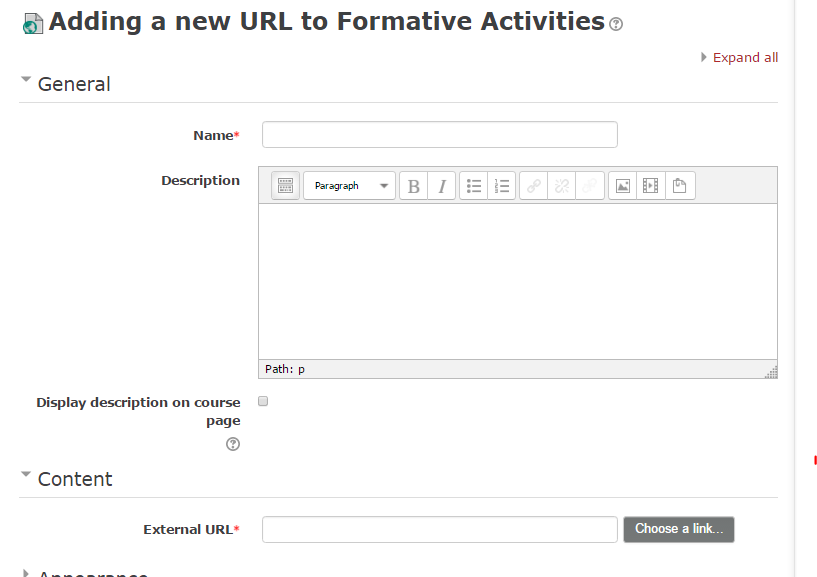 Adding a new URL to Formative Activities
Expand all
General
Name*
Description
Paragraph
B I
Path: p
Display description on course
page
Content
External URL*
Choose a link...
Appearance